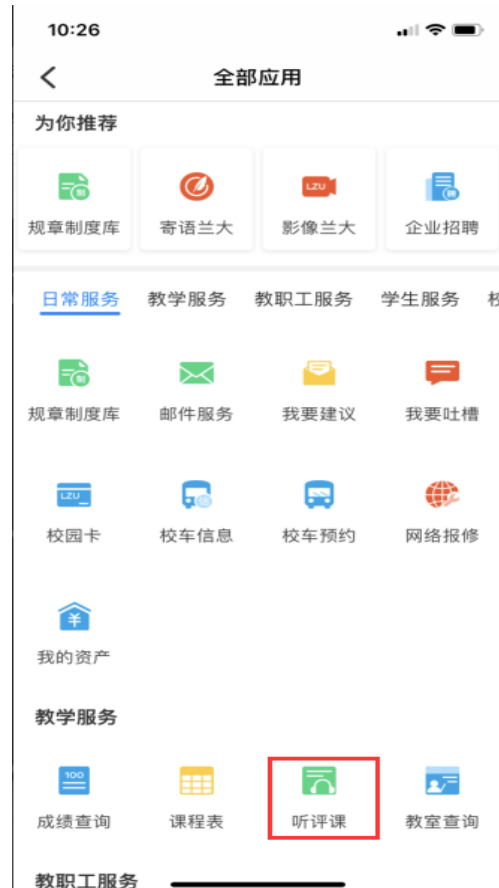 10:26
全部应用
为你推荐
LZU
规章制度库 寄语兰大 影像兰大 企业招聘
日常服务 教学服务 教职工服务 学生服务 校
规章制度库 邮件服务 我要建议 我要吐槽
LZU
校园卡 校车信息 校车预约 网络报修
¥
我的资产
教学服务
100
成绩查询 课程表 听评课 教室查询
教职工服务